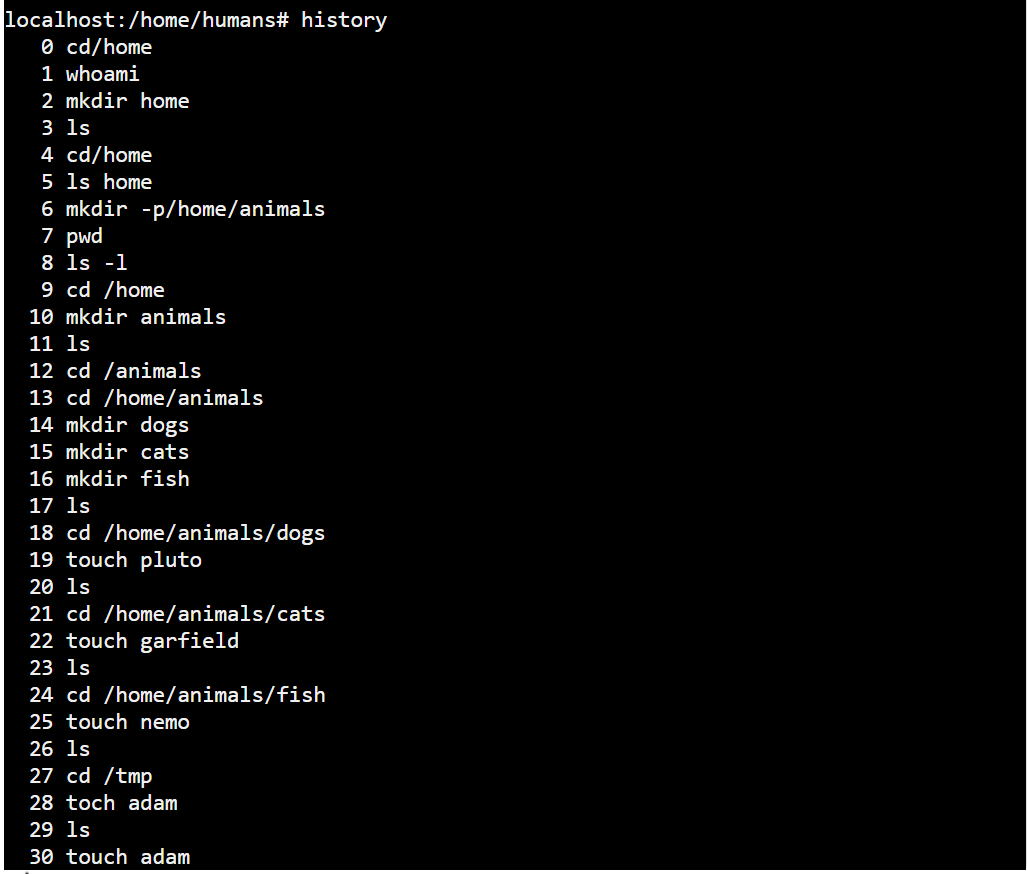 localhost:/home/humans# history
0 cd/home
1 whoami
2 mkdir home
3 ls
4 cd/home
5 ls home
6 mkdir -p/home/animals
7 pwd
8 ls -l
9 cd /home
10 mkdir animals
11 ls
12 cd /animals
13 cd /home/animals
14 mkdir dogs
15 mkdir cats
16 mkdir fish
17 ls
18 cd /home/animals/dogs
19 touch pluto
20 ls
21 cd /home/animals/cats
22 touch garfield
23 ls
24 cd /home/animals/fish
25 touch nemo
26 ls
27 cd /tmp
28 toch adam
29 ls
30 touch adam